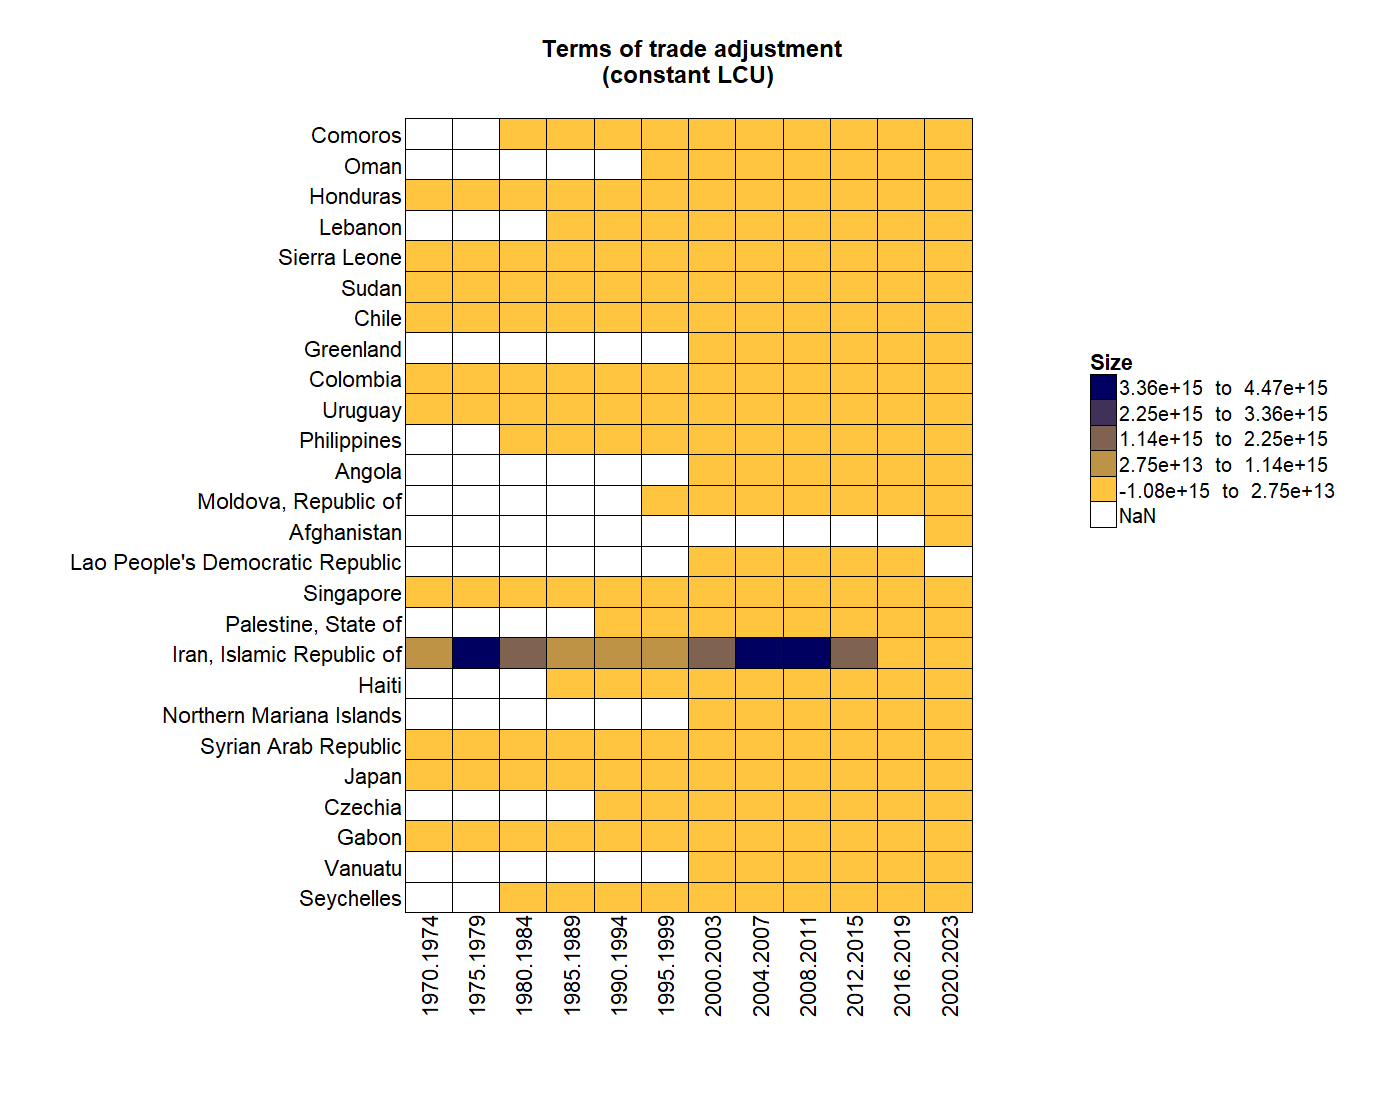 Terms of trade adjustment
(constant LCU)
Comoros
Oman
Honduras
Lebanon
Sierra Leone
Sudan
Chile
Greenland
Colombia
Uruguay
Philippines
Angola
Moldova, Republic of
Afghanistan
Lao People's Democratic Republic
Singapore
Palestine, State of
Iran, Islamic Republic of
Haiti
Northern Mariana Islands
Syrian Arab Republic
Japan
Czechia
Gabon
Vanuatu
Seychelles
1970.1974
1975.1979
1980.1984
1985.1989
1990.1994
1995.1999
2000.2003
2004.2007
2008.2011
2012.2015
2016.2019
2020.2023
Size
3.36e+15 to 4.47e+15
2.25e+15 to 3.36e+15
1.14e+15 to 2.25e+15
2.75e+13 to 1.14e+15
-1.08e+15 to 2.75e+13
NaN